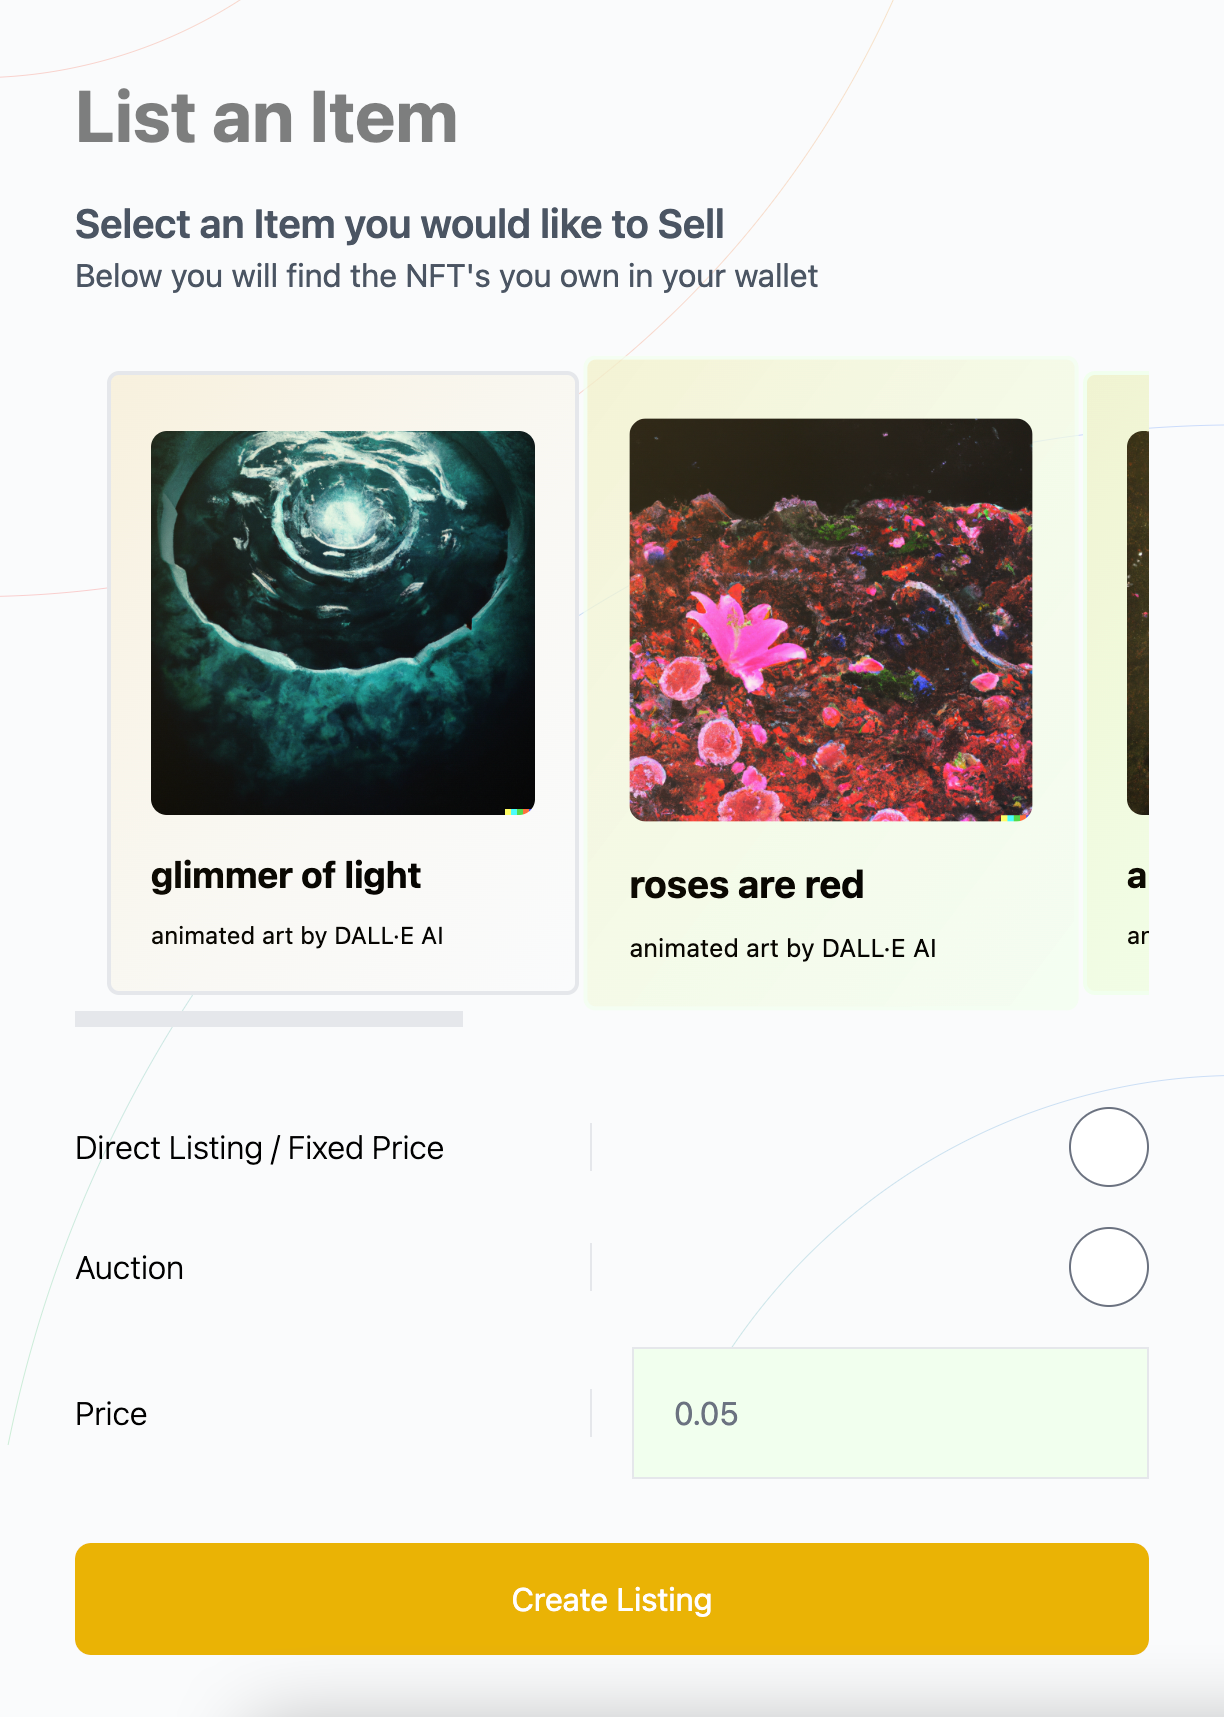 List an Item
Select an Item you would like to Sell
Below you will find the NFT's you own in your wallet
glimmer of light
animated art by DALL·E AI
roses are red
animated art by DALL·E AI
Direct Listing / Fixed Price
Auction
Price
0.05
Create Listing